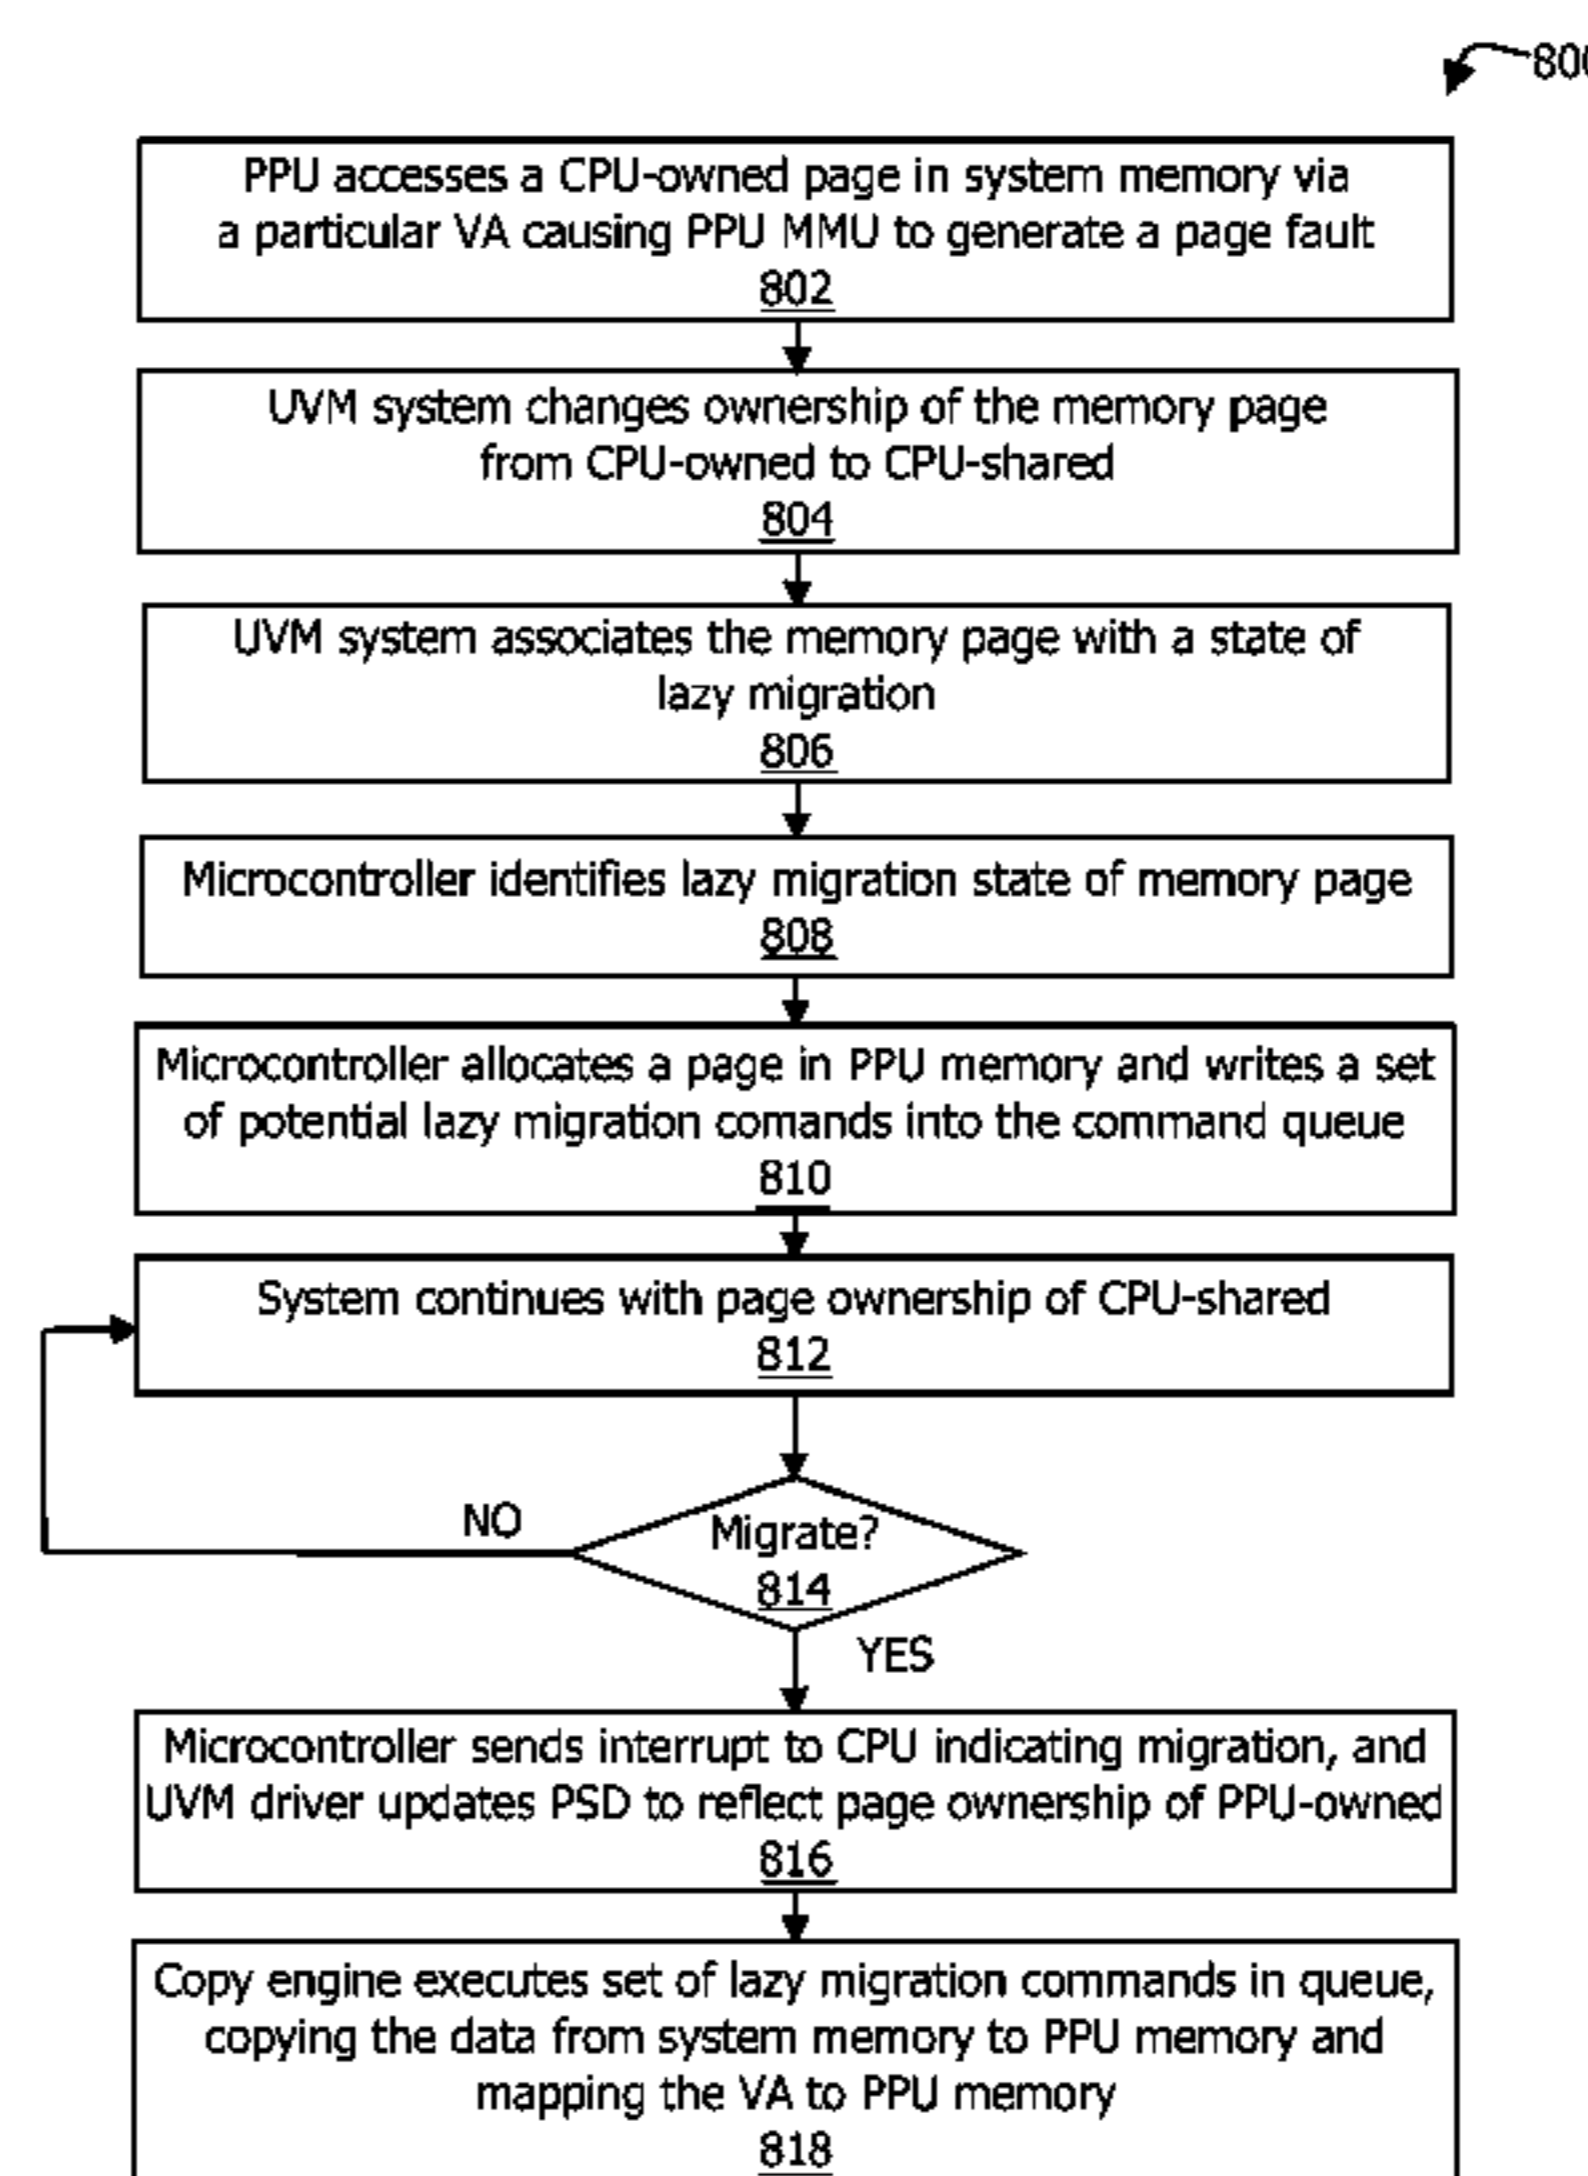 800
PPU accesses a CPU-owned page in system memory via
a particular VA causing PPU MMU to generate a page fault
802
UVM system changes ownership of the memory page
from CPU-owned to CPU-shared
804
UVM system associates the memory page with a state of
lazy migration
806
Microcontroller identifies lazy migration state of memory page
808
Microcontroller allocates a page in PPU memory and writes a set
of potential lazy migration comands into the command queue
810
System continues with page ownership of CPU-shared
812
NO
Migrate?
814
YES
Microcontroller sends interrupt to CPU indicating migration, and
UVM driver updates PSD to reflect page ownership of PPU-owned
816
Copy engine executes set of lazy migration commands in queue,
copying the data from system memory to PPU memory and
mapping the VA to PPU memory
818